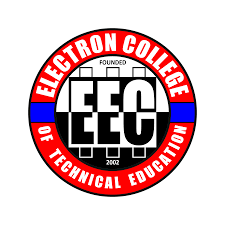 ELECTRON COLLEGE
FOUNDED
EEC
2002
OF TECHNICAL EDUCATION